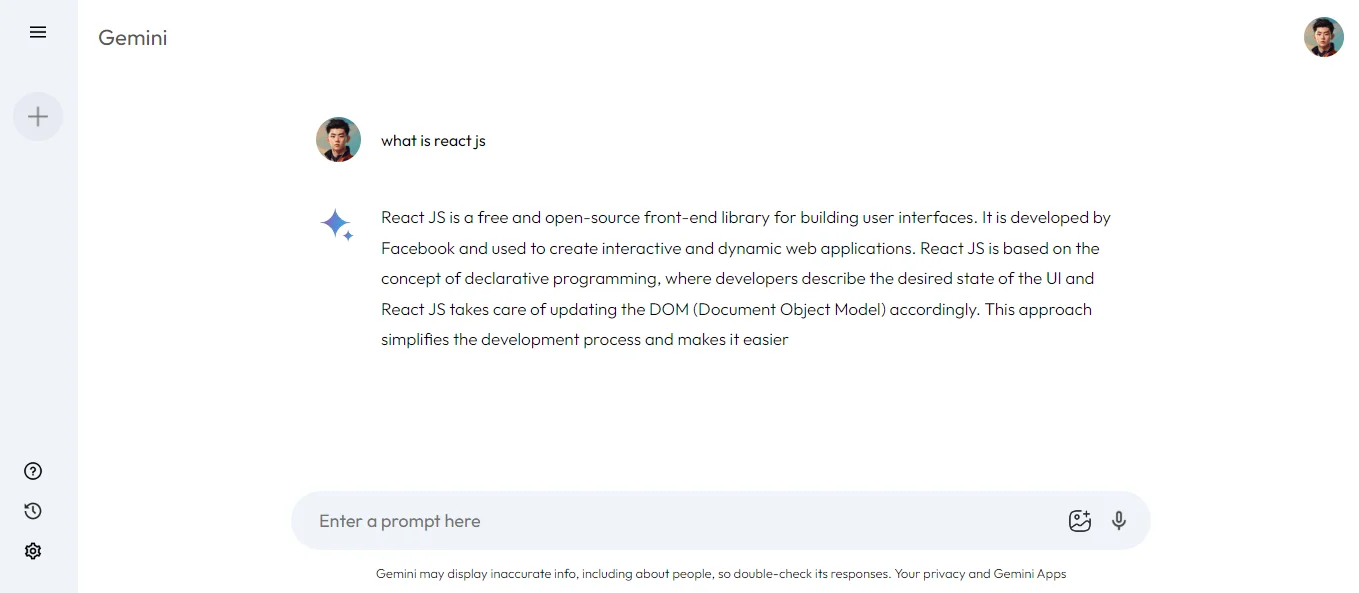 Gemini
what is react js
React JS is a free and open-source front-end library for building user interfaces. It is developed by
Facebook and used to create interactive and dynamic web applications. React JS is based on the
concept of declarative programming, where developers describe the desired state of the UI and
React JS takes care of updating the DOM (Document Object Model) accordingly. This approach
simplifies the development process and makes it easier
Enter a prompt here
Gemini may display inaccurate info, including about people, so double-check its responses. Your privacy and Gemini Apps